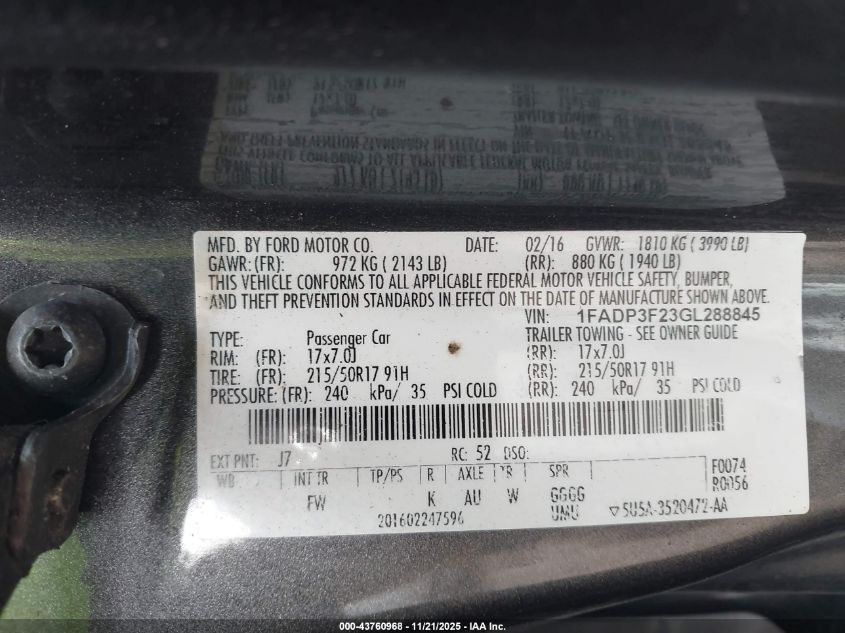 MFD. BY FORD MOTOR CO. DATE: 02/16 GVWR: 1810 KG ( 3990 LB)
GAWR:(FR): 972 KG ( 2143 LB) (RR): 880 KG ( 1940 LB)
THIS VEHICLE CONFORMS TO ALL APPLICABLE FEDERAL MOTOR VEHICLE SAFETY, BUMPER,
AND THEFT PREVENTION STANDARDS IN EFFECT ON THE DATE OF MANUFACTURE SHOWN ABOVE.
VIN: 1FADP3F23GL288845
TYPE: Passenger Car TRAILER TOWING - SEE OWNER GUIDE
RIM: (FR): 17x7.0J (RR): 17x7.0J
TIRE: (FR): 215/50R17 91H (RR): 215/50R17 91H
PRESSURE: (FR): 240 kPa/ 35 PSI COLD (RR): 240 kPa/ 35 PSI COLD
EXT PNT: J7 RC: 52 DSO:
WB INT TR TP/PS R AXLE TR SPR F0074
FW K AU W GGGG R0056
201602247596 UMU ▽5U5A-3520472-AA
000-43760968 - 11/21/2025 - IAA Inc.